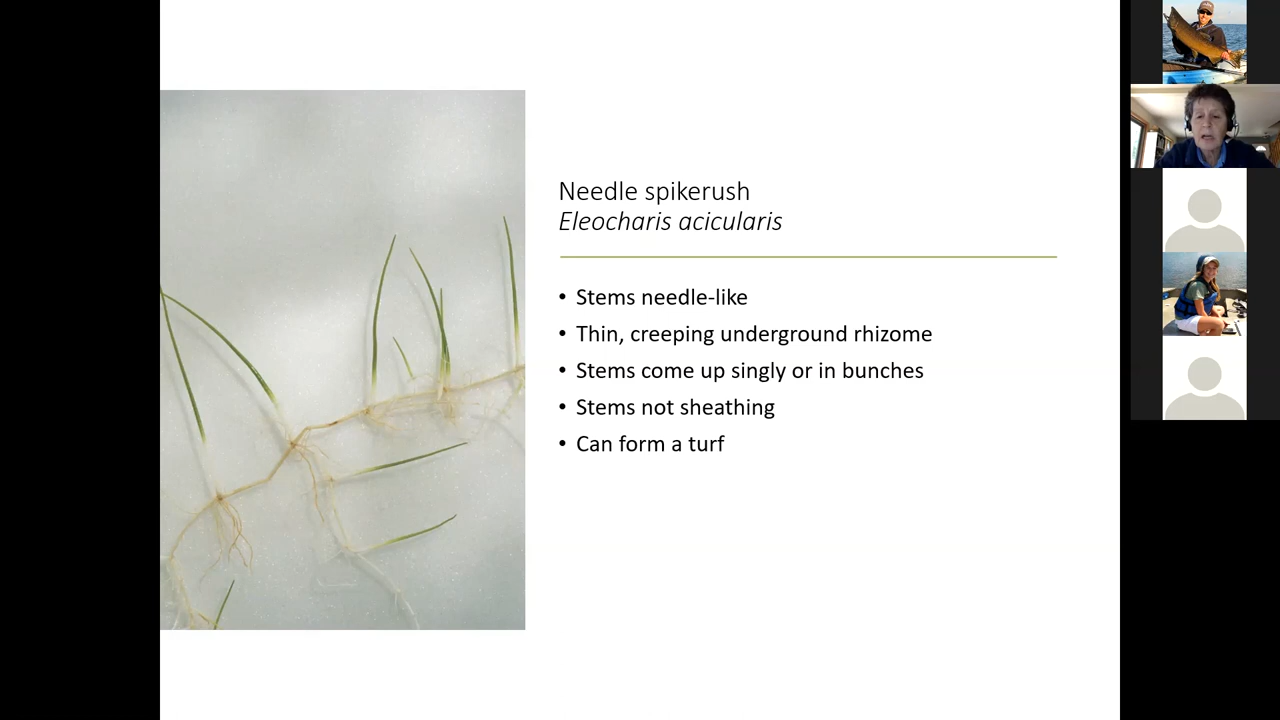 Needle spikerush
Eleocharis acicularis
• Stems needle-like
• Thin, creeping underground rhizome
• Stems come up singly or in bunches
• Stems not sheathing
• Can form a turf